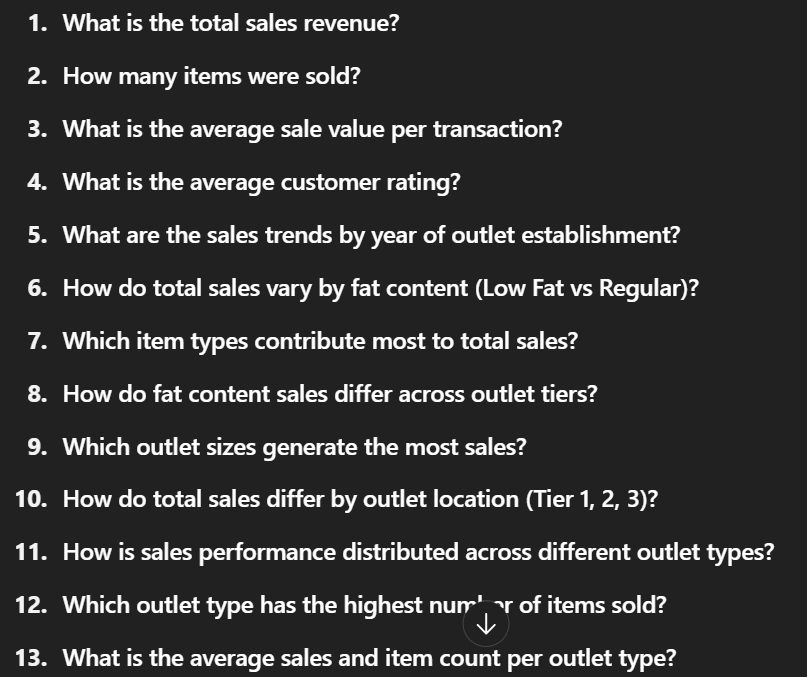 1. What is the total sales revenue?
2. How many items were sold?
3. What is the average sale value per transaction?
4. What is the average customer rating?
5. What are the sales trends by year of outlet establishment?
6. How do total sales vary by fat content (Low Fat vs Regular)?
7. Which item types contribute most to total sales?
8. How do fat content sales differ across outlet tiers?
9. Which outlet sizes generate the most sales?
10. How do total sales differ by outlet location (Tier 1, 2, 3)?
11. How is sales performance distributed across different outlet types?
12. Which outlet type has the highest number of items sold?
13. What is the average sales and item count per outlet type?